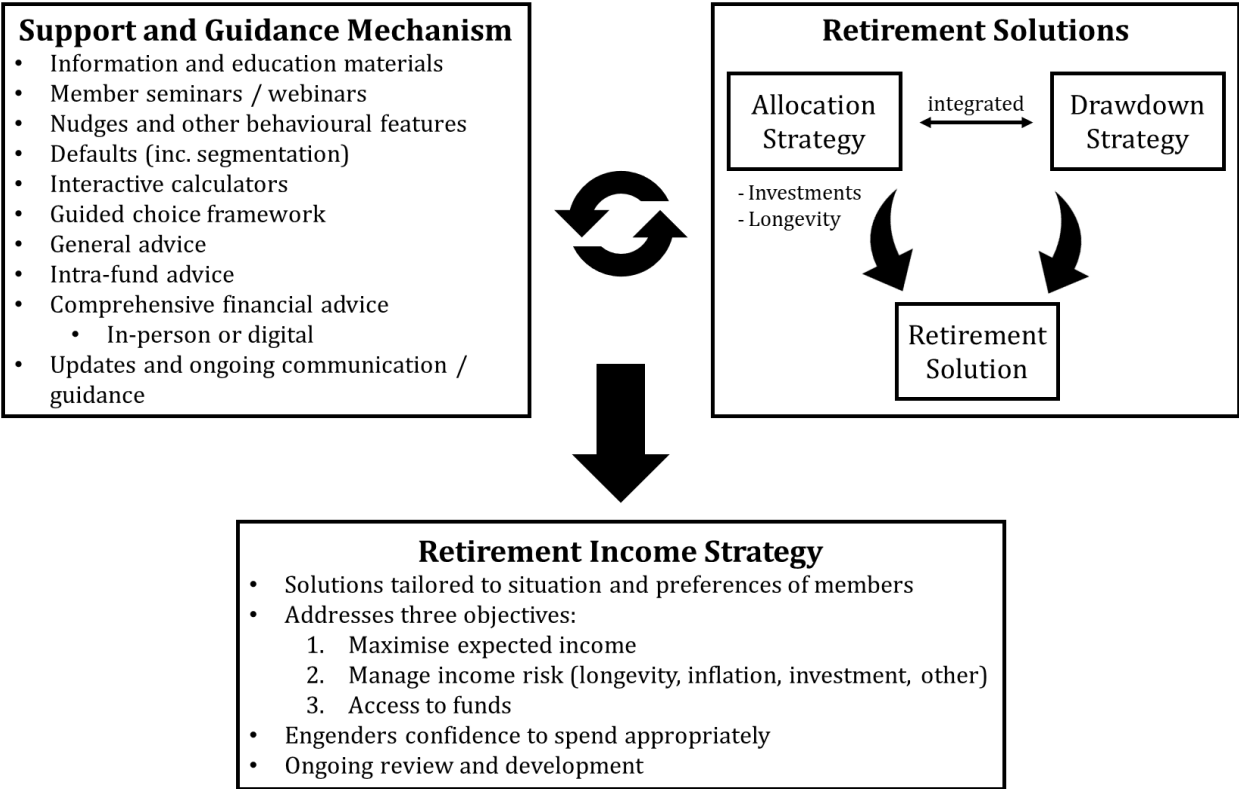 Support and Guidance Mechanism
• Information and education materials
• Member seminars / webinars
• Nudges and other behavioural features
• Defaults (inc. segmentation)
• Interactive calculators
• Guided choice framework
• General advice
• Intra-fund advice
• Comprehensive financial advice
• In-person or digital
• Updates and ongoing communication /
guidance
Retirement Solutions
Allocation
Strategy
integrated
Drawdown
Strategy
- Investments
- Longevity
Retirement
Solution
Retirement Income Strategy
• Solutions tailored to situation and preferences of members
• Addresses three objectives:
1. Maximise expected income
2. Manage income risk (longevity, inflation, investment, other)
3. Access to funds
• Engenders confidence to spend appropriately
• Ongoing review and development